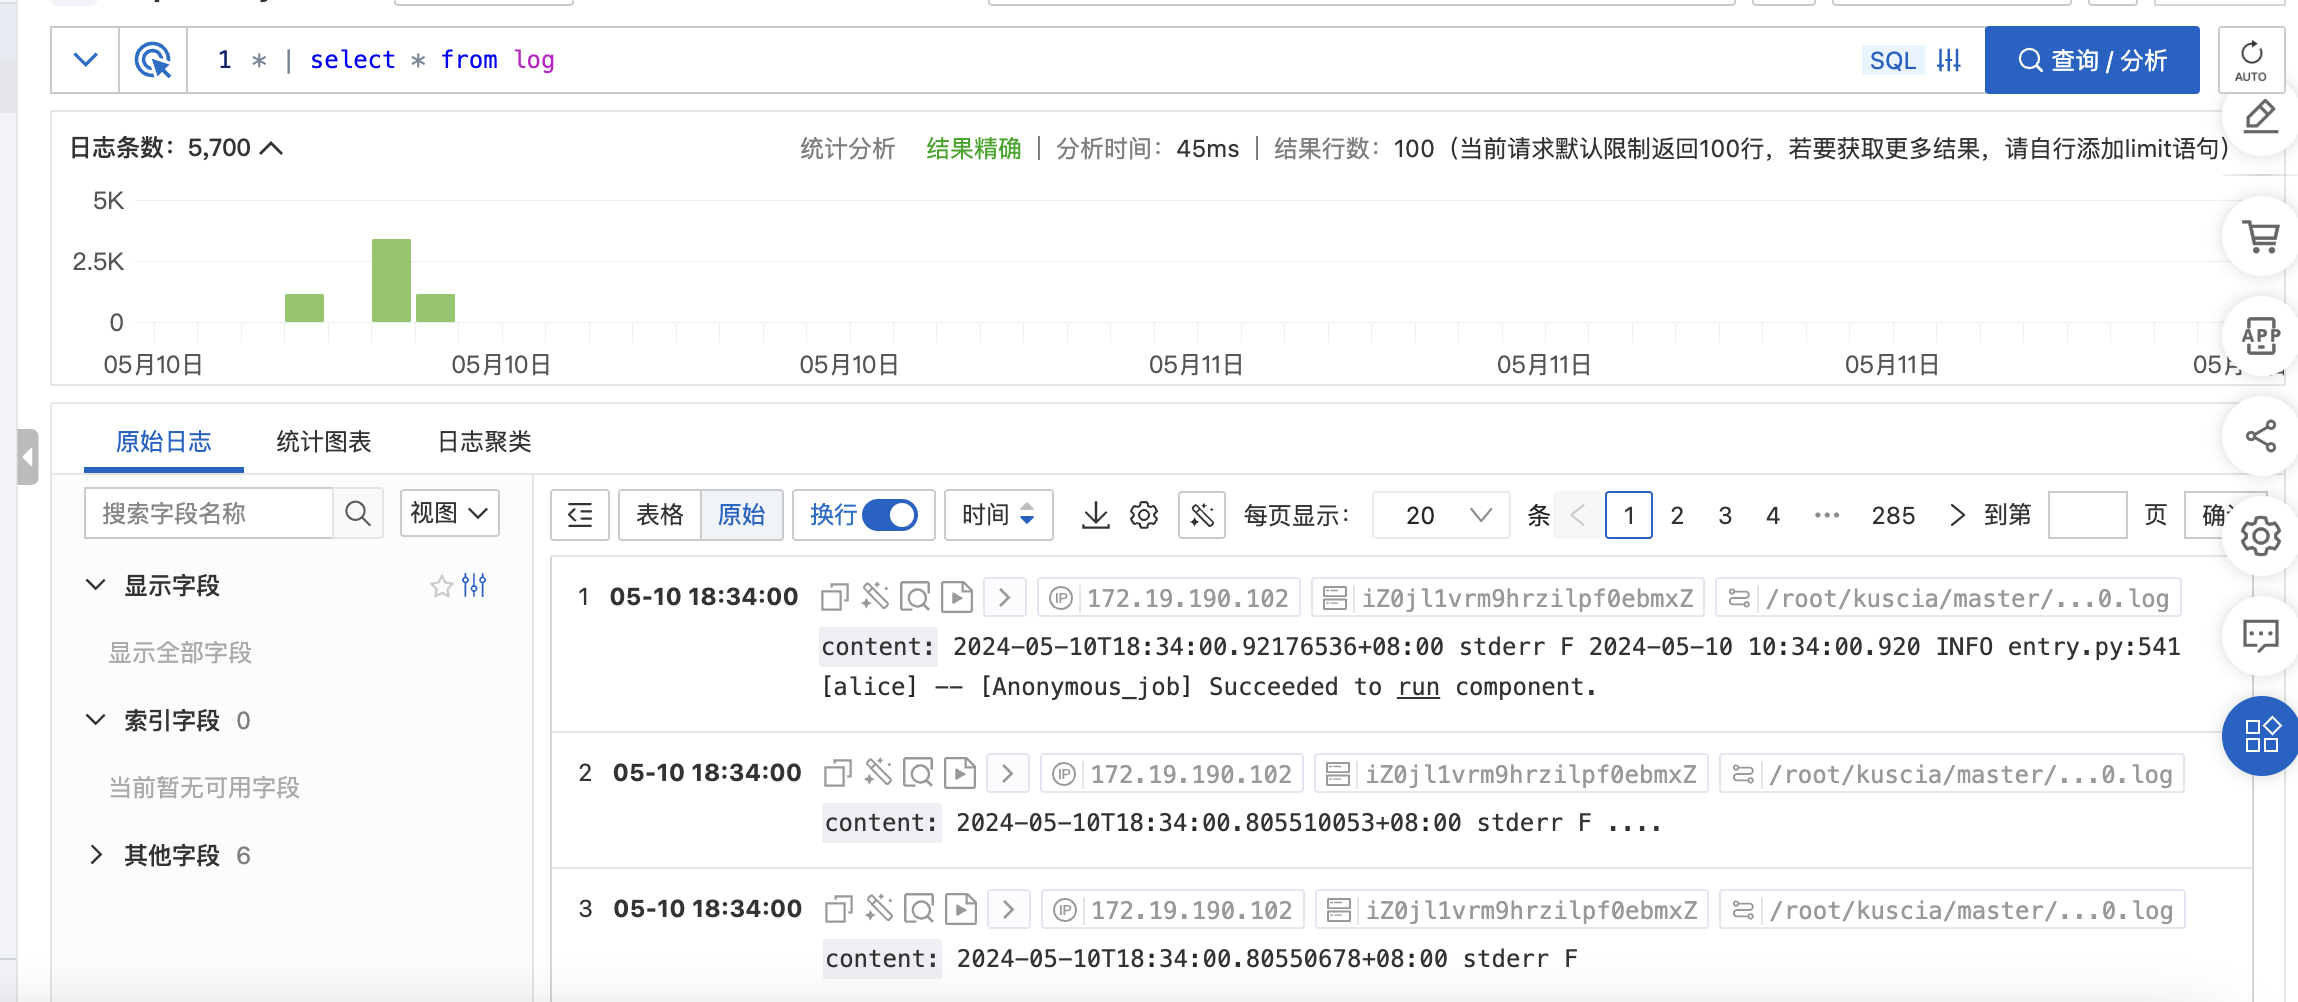 1 * | select * from log
SQL
查询 / 分析
AUTO
日志条数：5,700
统计分析 结果精确 | 分析时间：45ms | 结果行数：100（当前请求默认限制返回100行，若要获取更多结果，请自行添加limit语句）
5K
2.5K
0
05月10日 05月10日 05月10日 05月11日 05月11日 05月11日
APP
原始日志 统计图表 日志聚类
搜索字段名称 视图
表格 原始 换行 时间 每页显示： 20 条 1 2 3 4 ··· 285 到第 页
显示字段
显示全部字段
索引字段 0
当前暂无可用字段
其他字段 6
1 05-10 18:34:00 IP 172.19.190.102 iZ0jl1vrm9hrzilpf0ebmxZ /root/kuscia/master/...0.log
content: 2024-05-10T18:34:00.92176536+08:00 stderr F 2024-05-10 10:34:00.920 INFO entry.py:541
[alice] -- [Anonymous_job] Succeeded to run component.
2 05-10 18:34:00 IP 172.19.190.102 iZ0jl1vrm9hrzilpf0ebmxZ /root/kuscia/master/...0.log
content: 2024-05-10T18:34:00.805510053+08:00 stderr F ....
3 05-10 18:34:00 IP 172.19.190.102 iZ0jl1vrm9hrzilpf0ebmxZ /root/kuscia/master/...0.log
content: 2024-05-10T18:34:00.80550678+08:00 stderr F